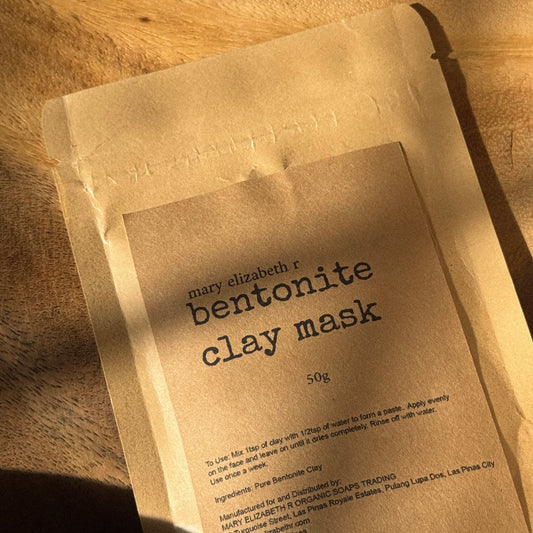 mary elizabeth r
bentonite
clay mask
50g
To Use: Mix 1tsp of clay with 1/2tsp of water to form a paste. Apply evenly
on the face and leave on until it dries completely. Rinse off with water.
Use once a week.
Ingredients: Pure Bentonite Clay
Manufactured for and Distributed by:
MARY ELIZABETH R ORGANIC SOAPS TRADING
Turquoise Street, Las Pinas Royale Estates, Pulang Lupa Dos, Las Pinas City